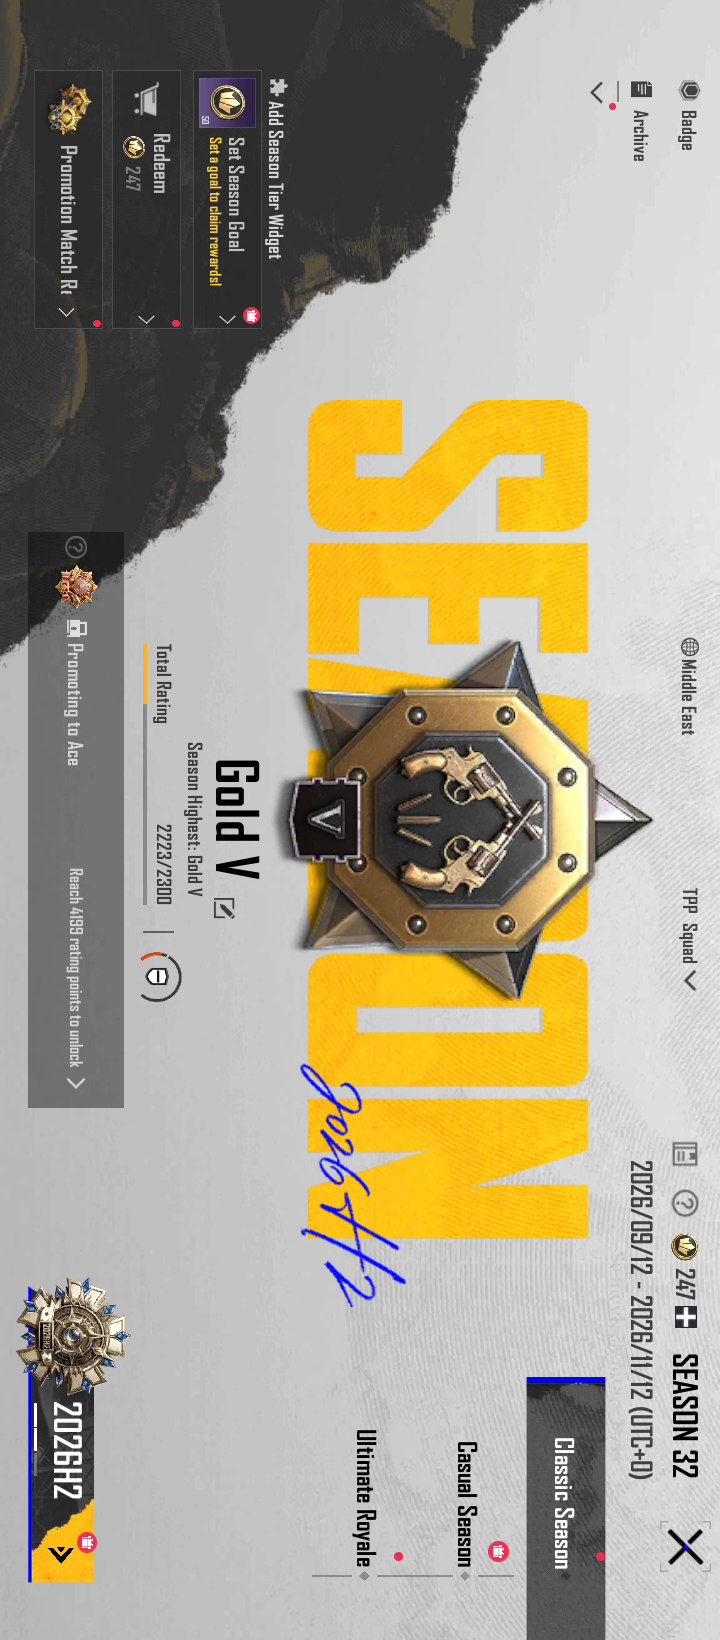 Badge
Archive
Middle East
TPP Squad
247
SEASON 32
2026/09/12 - 2026/11/12 (UTC+0)
SEASON
2026H2
V
Gold V
Season Highest: Gold V
Total Rating
2223/2300
Add Season Tier Widget
50
Set Season Goal
Set a goal to claim rewards!
Redeem
247
Promotion Match Re
Promoting to Ace
Reach 4199 rating points to unlock
Classic Season
Casual Season
Ultimate Royale
2026H2
2026H2